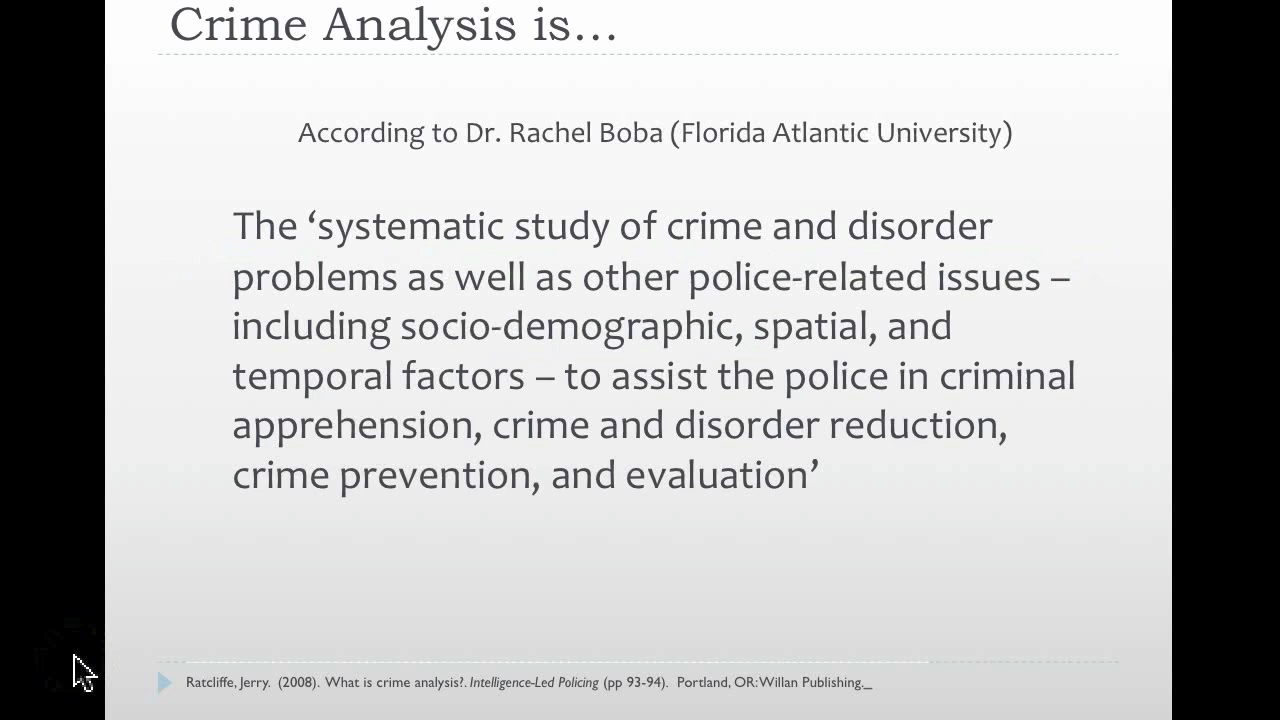 Crime Analysis is...
According to Dr. Rachel Boba (Florida Atlantic University)
The ‘systematic study of crime and disorder
problems as well as other police-related issues –
including socio-demographic, spatial, and
temporal factors – to assist the police in criminal
apprehension, crime and disorder reduction,
crime prevention, and evaluation’
Ratcliffe, Jerry. (2008). What is crime analysis?. Intelligence-Led Policing (pp 93-94). Portland, OR: Willan Publishing._